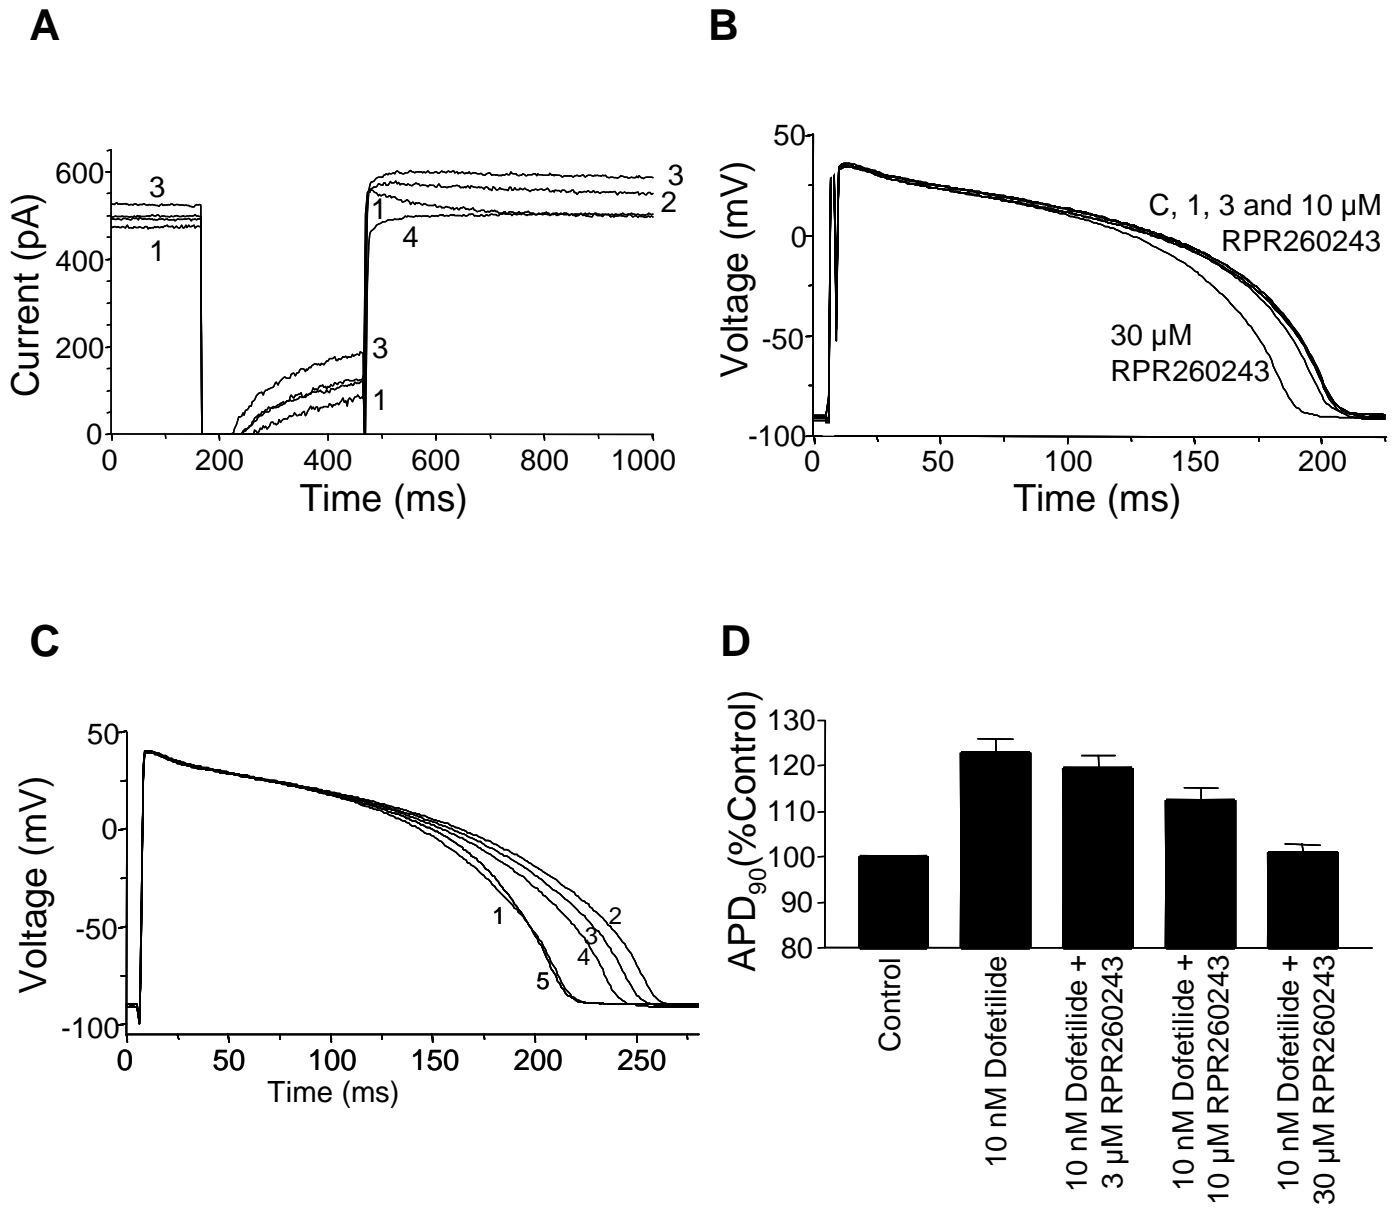 A
B
600
400
200
0
Current (pA)
3
1
3
1
1
4
3
2
0
200
400
600
800
1000
Time (ms)
50
0
-50
-100
Voltage (mV)
C, 1, 3 and 10 µM
RPR260243
30 µM
RPR260243
0
50
100
150
200
Time (ms)
C
D
50
0
-50
-100
Voltage (mV)
1
2
3
4
5
0
50
100
150
200
250
Time (ms)
130
120
110
100
90
80
APD90(%Control)
Control
10 nM Dofetilide
10 nM Dofetilide +
3 µM RPR260243
10 nM Dofetilide +
10 µM RPR260243
10 nM Dofetilide +
30 µM RPR260243